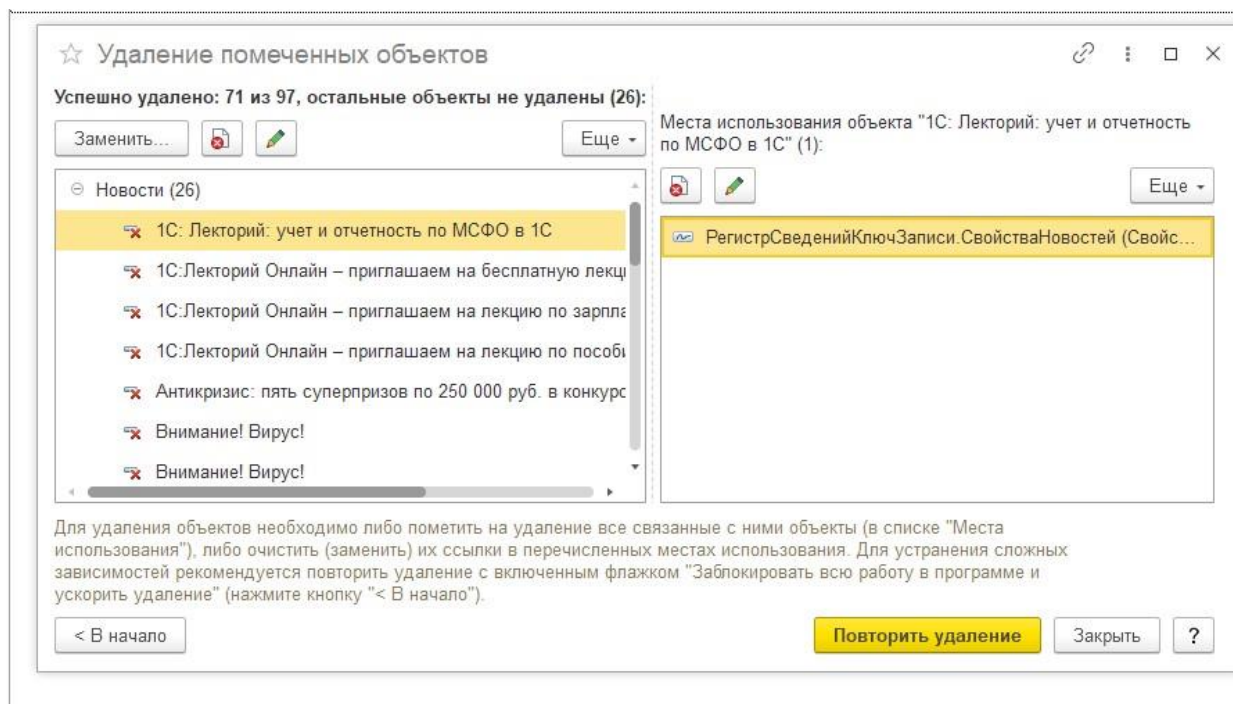 Удаление помеченных объектов
Успешно удалено: 71 из 97, остальные объекты не удалены (26):
Заменить...
Еще
Новости (26)
1С: Лекторий: учет и отчетность по МСФО в 1С
1С:Лекторий Онлайн – приглашаем на бесплатную лекц
1С:Лекторий Онлайн – приглашаем на лекцию по зарпла
1С:Лекторий Онлайн – приглашаем на лекцию по пособи
Антикризис: пять суперпризов по 250 000 руб. в конкурс
Внимание! Вирус!
Внимание! Вирус!
Места использования объекта "1С: Лекторий: учет и отчетность
по МСФО в 1С" (1):
Еще
РегистрСведенийКлючЗаписи.СвойстваНовостей (Свойс...
Для удаления объектов необходимо либо пометить на удаление все связанные с ними объекты (в списке "Места
использования"), либо очистить (заменить) их ссылки в перечисленных местах использования. Для устранения сложных
зависимостей рекомендуется повторить удаление с включенным флажком "Заблокировать всю работу в программе и
ускорить удаление" (нажмите кнопку "< В начало").
< В начало
Повторить удаление
Закрыть
?